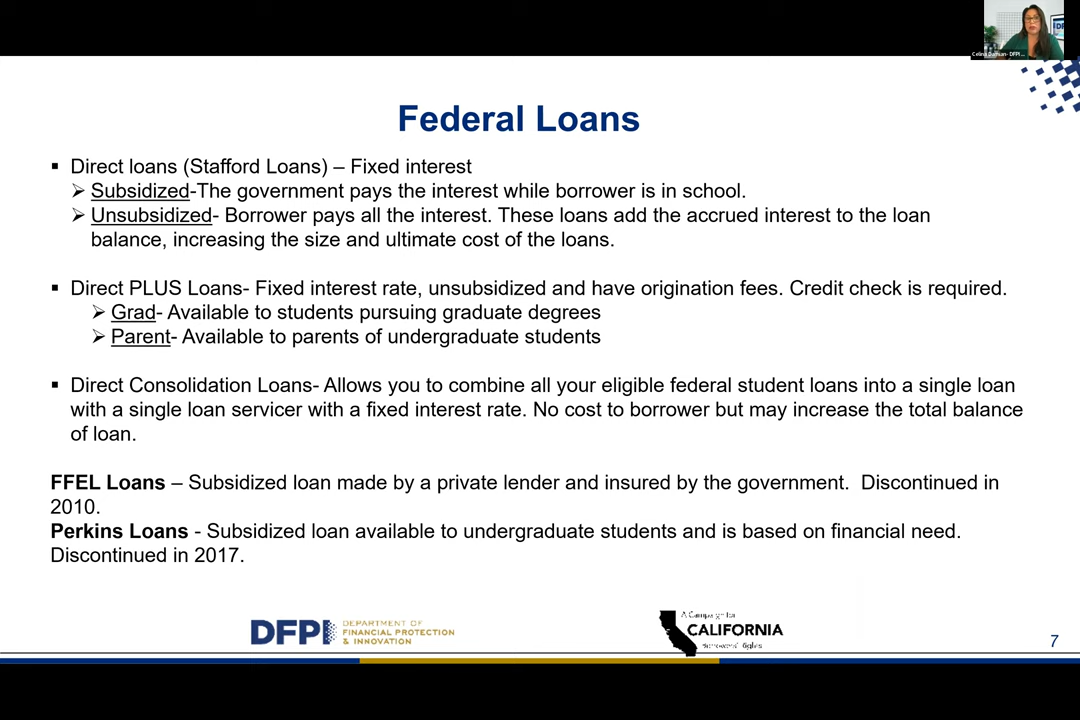 Celina Damian- DFPI ...
Federal Loans
▪ Direct loans (Stafford Loans) – Fixed interest
➢ Subsidized-The government pays the interest while borrower is in school.
➢ Unsubsidized- Borrower pays all the interest. These loans add the accrued interest to the loan
balance, increasing the size and ultimate cost of the loans.
▪ Direct PLUS Loans- Fixed interest rate, unsubsidized and have origination fees. Credit check is required.
➢ Grad- Available to students pursuing graduate degrees
➢ Parent- Available to parents of undergraduate students
▪ Direct Consolidation Loans- Allows you to combine all your eligible federal student loans into a single loan
with a single loan servicer with a fixed interest rate. No cost to borrower but may increase the total balance
of loan.
FFEL Loans – Subsidized loan made by a private lender and insured by the government. Discontinued in
2010.
Perkins Loans - Subsidized loan available to undergraduate students and is based on financial need.
Discontinued in 2017.
DFPI DEPARTMENT OF
FINANCIAL PROTECTION
& INNOVATION
A Campaign for
CALIFORNIA
Borrowers' Rights
7